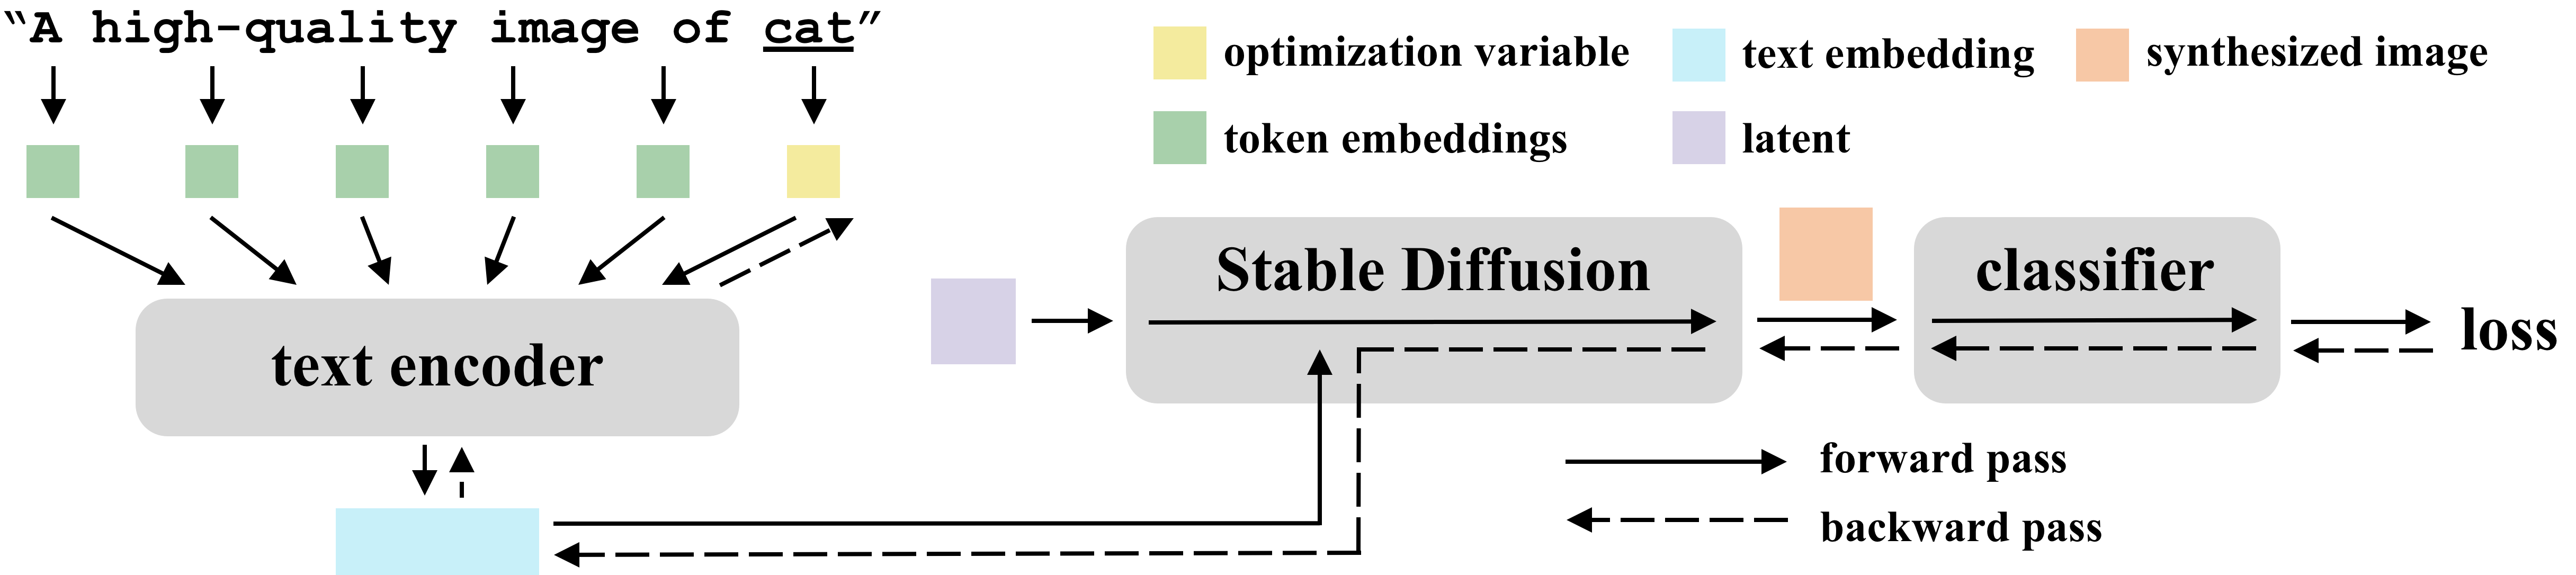 “A high-quality image of cat”
optimization variable
text embedding
synthesized image
token embeddings
latent
Stable Diffusion
classifier
loss
text encoder
forward pass
backward pass